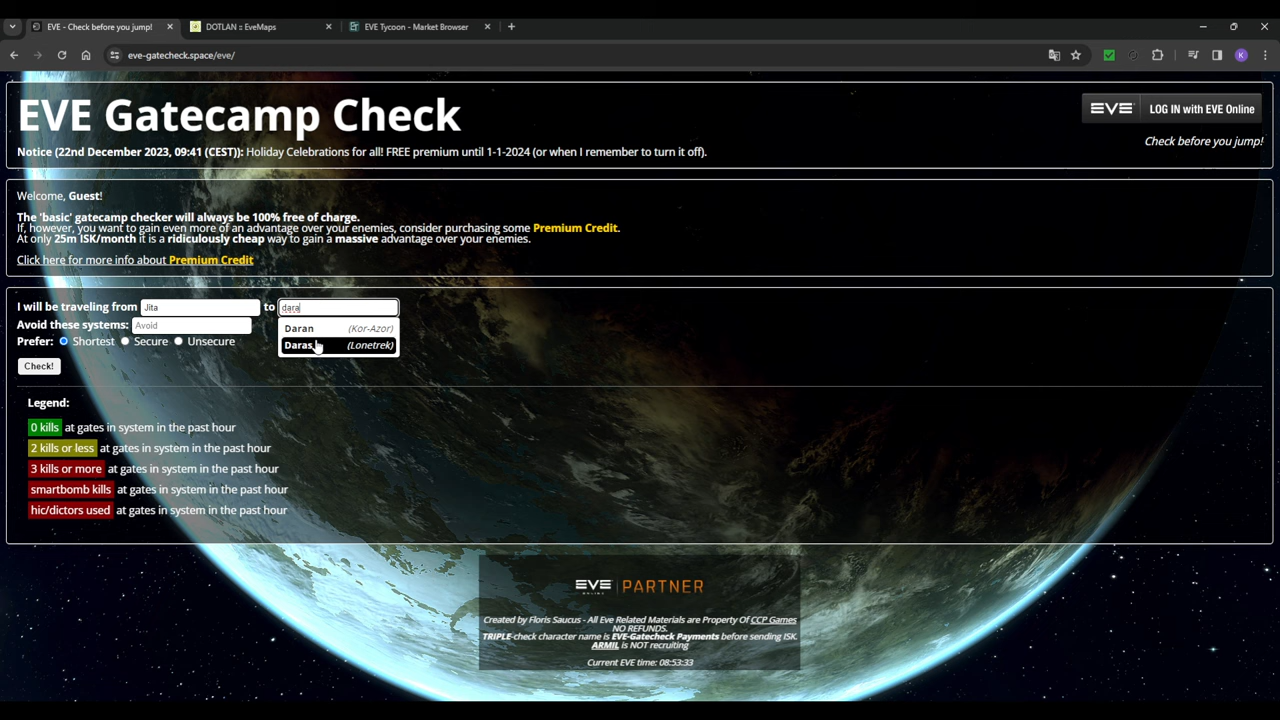 EVE - Check before you jump!
DOTLAN :: EveMaps
EVE Tycoon - Market Browser
eve-gatecheck.space/eve/
K
EVE Gatecamp Check
Notice (22nd December 2023, 09:41 (CEST)): Holiday Celebrations for all! FREE premium until 1-1-2024 (or when I remember to turn it off).
EVE LOG IN with EVE Online
Check before you jump!
Welcome, Guest!
The 'basic' gatecamp checker will always be 100% free of charge.
If, however, you want to gain even more of an advantage over your enemies, consider purchasing some Premium Credit.
At only 25m ISK/month it is a ridiculously cheap way to gain a massive advantage over your enemies.
Click here for more info about Premium Credit
I will be traveling from Jita to dara
Avoid these systems: Avoid
Daran (Kor-Azor)
Prefer: Shortest Secure Unsecure
Daras (Lonetrek)
Check!
Legend:
0 kills at gates in system in the past hour
2 kills or less at gates in system in the past hour
3 kills or more at gates in system in the past hour
smartbomb kills at gates in system in the past hour
hic/dictors used at gates in system in the past hour
EVE ONLINE | PARTNER
Created by Floris Saucus - All Eve Related Materials are Property Of CCP Games
NO REFUNDS.
TRIPLE-check character name is EVE-Gatecheck Payments before sending ISK.
ARMIL is NOT recruiting
Current EVE time: 08:53:33